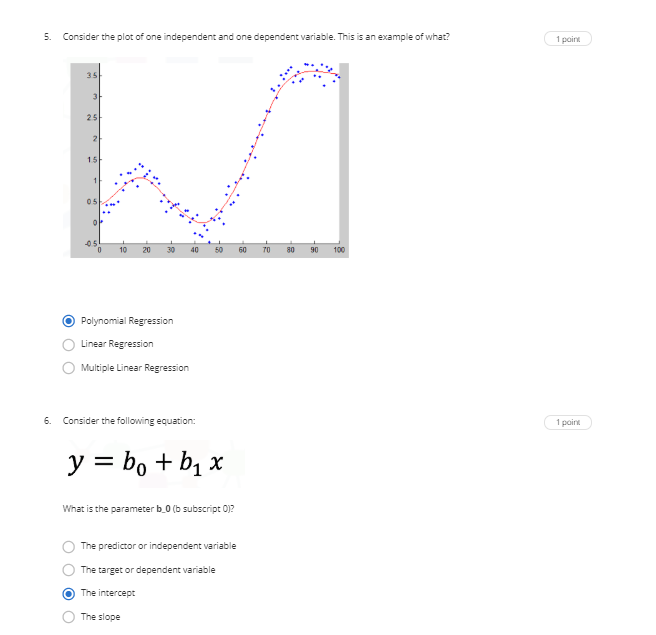 5. Consider the plot of one independent and one dependent variable. This is an example of what?
1 point
3.5
3
2.5
2
1.5
1
0.5
0
-0.5
0 10 20 30 40 50 60 70 80 90 100
Polynomial Regression
Linear Regression
Multiple Linear Regression
6. Consider the following equation:
1 point
y = b₀ + b₁ x
What is the parameter b_0 (b subscript 0)?
The predictor or independent variable
The target or dependent variable
The intercept
The slope